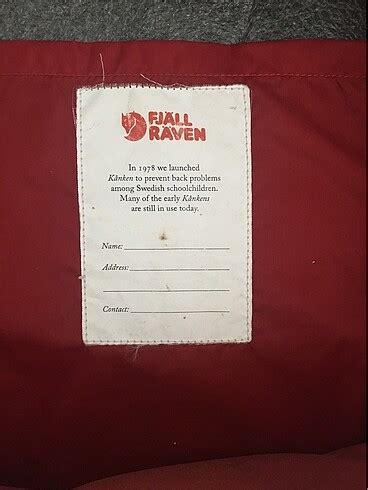 FJÄLL
RÄVEN
In 1978 we launched
Kånken to prevent back problems
among Swedish schoolchildren.
Many of the early Kånkens
are still in use today.
Name:
Address:
Contact: